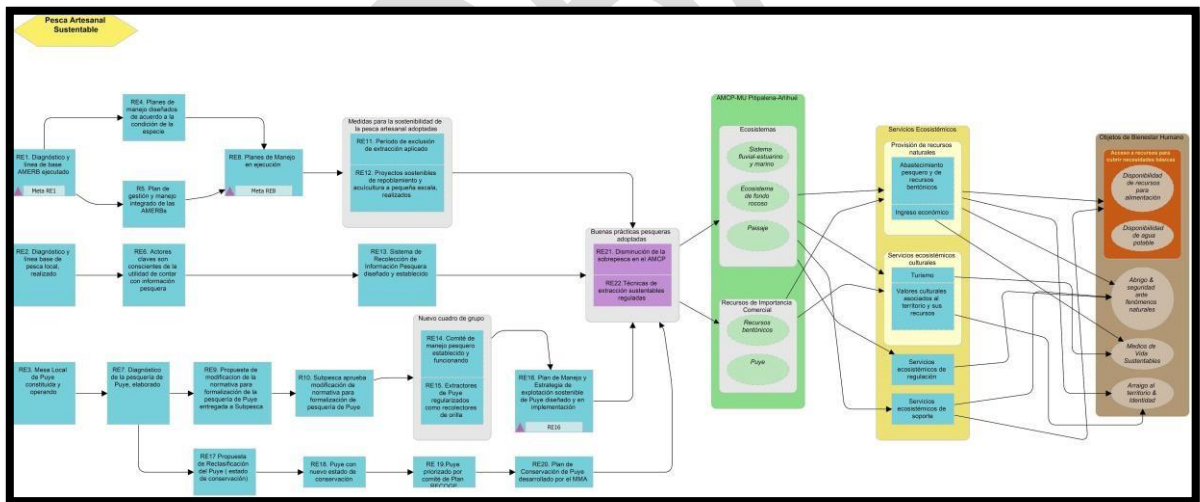 Pesca Artesanal
Sustentable
RE4. Planes de
manejo diseñados
de acuerdo a la
condición de la
especie
RE1. Diagnóstico y
línea de base
AMERB ejecutado
Meta RE1
R5. Plan de
gestión y manejo
integrado de las
AMERBs
RE8. Planes de Manejo
en ejecución
Meta RE8
Medidas para la sostenibilidad de
la pesca artesanal adoptadas
RE11. Período de exclusión
de extracción aplicado
RE12. Proyectos sostenibles
de repoblamiento y
acuicultura a pequeña escala,
realizados
RE2. Diagnóstico y
línea base de
pesca local,
realizado
RE6. Actores
claves son
conscientes de la
utilidad de contar
con información
pesquera
RE13. Sistema de
Recolección de
Información Pesquera
diseñado y establecido
Buenas prácticas pesqueras
adoptadas
RE21. Disminución de la
sobrepesca en el AMCP
RE22.Técnicas de
extracción sustentables
reguladas
RE3. Mesa Local
de Puye
constituida y
operando
RE7. Diagnóstico
de la pesquería de
Puye, elaborado
RE9. Propuesta de
modificacion de la
normativa para
formalización de la
pesquería de Puye
entregada a Subpesca
R10. Subpesca aprueba
modificación de
normativa para
formalización de
pesquería de Puye
Nuevo cuadro de grupo
RE14. Comité de
manejo pesquero
establecido y
funcionando
RE15. Extractores
de Puye
regularizados
como recolectores
de orilla
RE16. Plan de Manejo y
Estrategia de
explotación sostenible
de Puye diseñado y en
implementación
RE16
RE17 Propuesta
de Reclasificación
del Puye ( estado
de conservación)
RE18. Puye con
nuevo estado de
conservación
RE 19.Puye
priorizado por
comité de Plan
RECOGE
RE20. Plan de
Conservación de Puye
desarrollado por el MMA
AMCP-MU Pitipalena-Añihué
Ecosistemas
Sistema
fluvial-estuarino
y marino
Ecosistema
de fondo
rocoso
Paisaje
Recursos de Importancia
Comercial
Recursos
bentónicos
Puye
Servicios Ecosistémicos
Provisión de recursos
naturales
Abastecimiento
pesquero y de
recursos
bentónicos
Ingreso económico
Servicios ecosistémicos
culturales
Turismo
Valores culturales
asociados al
territorio y sus
recursos
Servicios
ecosistémicos de
regulación
Servicios
ecosistémicos de
soporte
Objetos de Bienestar Humano
Acceso a recursos para
cubrir necesidades básicas
Disponibilidad
de recursos
para
alimentación
Disponibilidad
de agua
potable
Abrigo &
seguridad
ante
fenómenos
naturales
Medios de
Vida
Sustentables
Arraigo al
territorio &
identidad